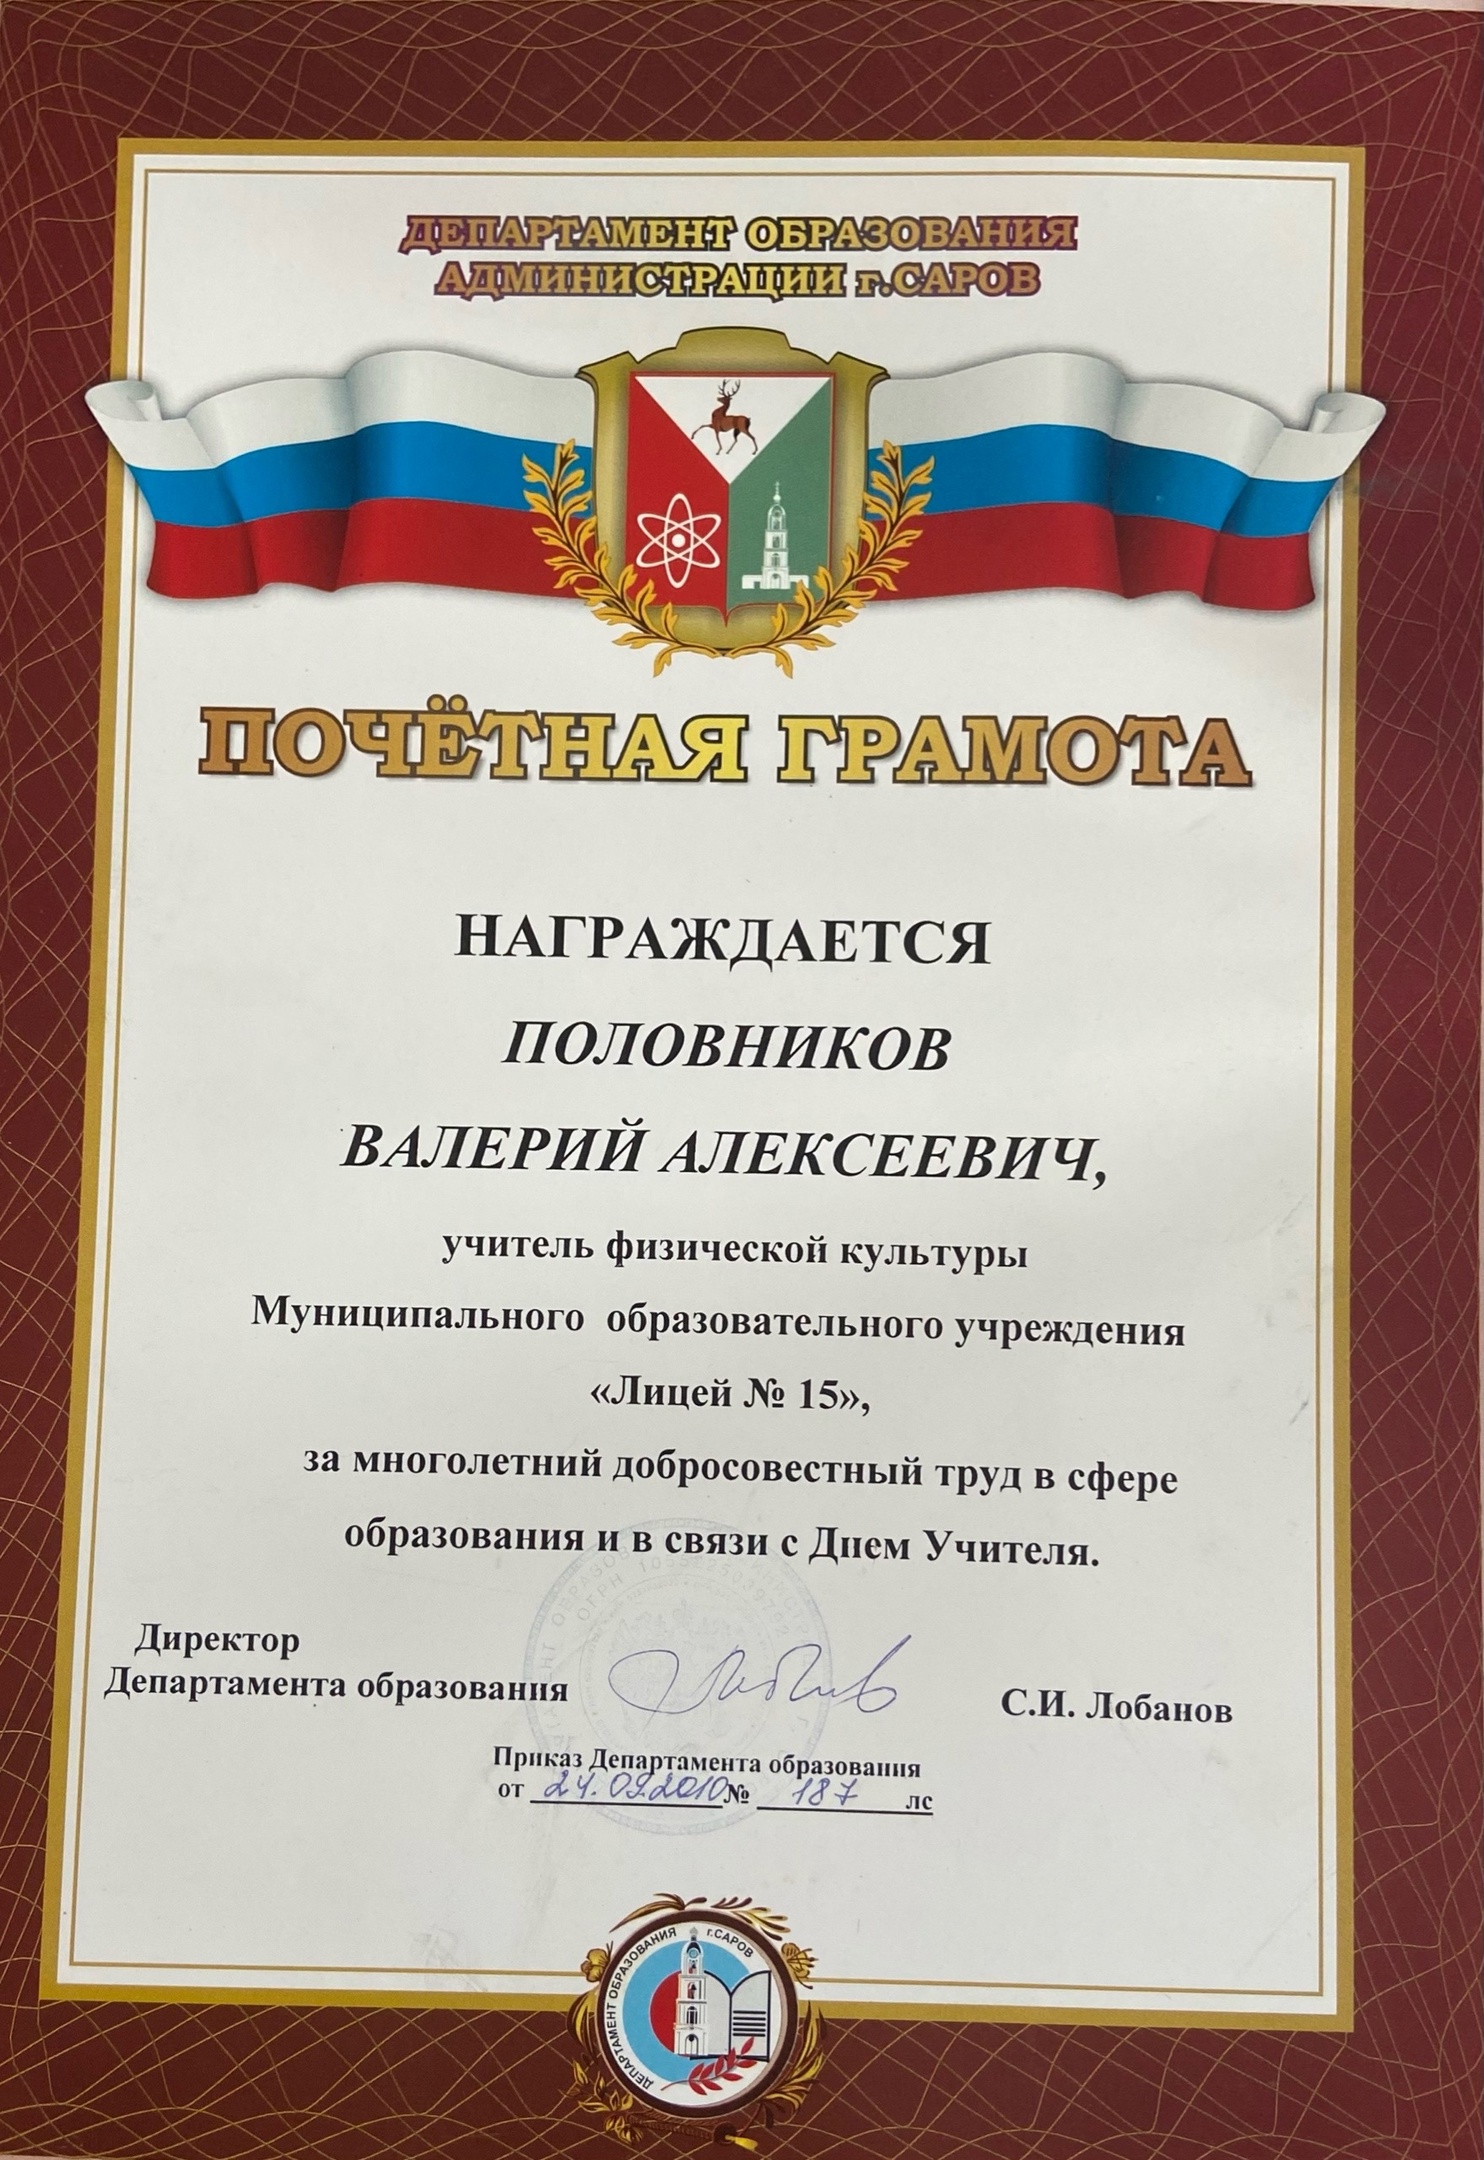 ДЕПАРТАМЕНТ ОБРАЗОВАНИЯ
АДМИНИСТРАЦИИ г.САРОВ
ПОЧЁТНАЯ ГРАМОТА
НАГРАЖДАЕТСЯ
ПОЛОВНИКОВ
ВАЛЕРИЙ АЛЕКСЕЕВИЧ,
учитель физической культуры
Муниципального образовательного учреждения
«Лицей № 15»,
за многолетний добросовестный труд в сфере
образования и в связи с Днем Учителя.
Директор
Департамента образования
С.И. Лобанов
Приказ Департамента образования
от 24.09.2010 № 187 лс
ДЕПАРТАМЕНТ ОБРАЗОВАНИЯ г.САРОВ